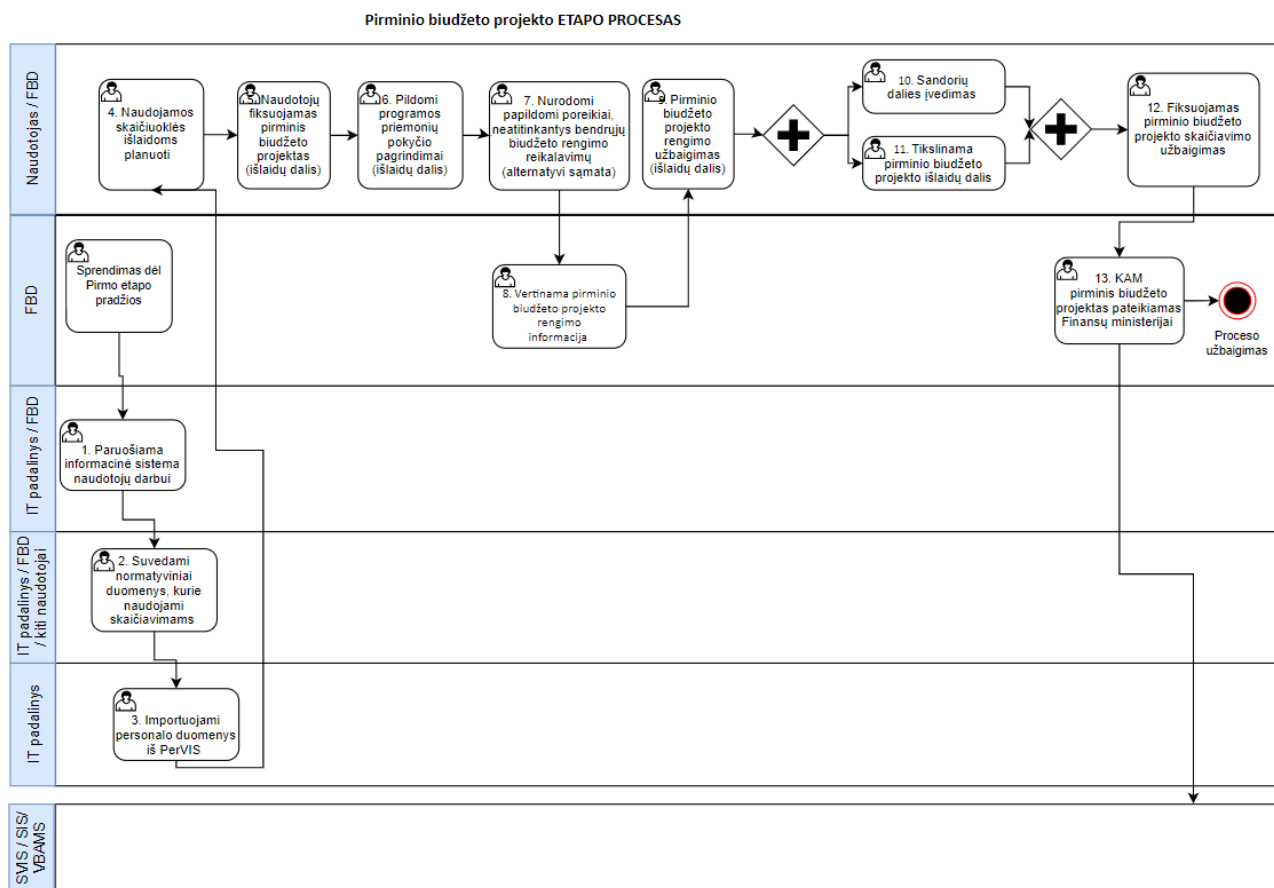 Pirminio biudžeto projekto ETAPO PROCESAS
Naudotojas / FBD
4. Naudojamos
skaičiuoklės
išlaidoms
planuoti
5. Naudotojų
fiksuojamas
pirminis
biudžeto
projektas
(išlaidų dalis)
6. Pildomi
programos
priemonių
pokyčio
pagrindimai
(išlaidų dalis)
7. Nurodomi
papildomi poreikiai,
neatitinkantys bendrųjų
biudžeto rengimo
reikalavimų
(alternatyvi sąmata)
9. Pirminio
biudžeto
projekto
rengimo
užbaigimas
(išlaidų dalis)
10. Sandorių
dalies įvedimas
11. Tikslinama
pirminio biudžeto
projekto išlaidų dalis
12. Fiksuojamas
pirminio biudžeto
projekto skaičiavimo
užbaigimas
FBD
Sprendimas dėl
Pirmo etapo
pradžios
8. Vertinama pirminio
biudžeto projekto
rengimo
informacija
13. KAM
pirminis biudžeto
projektas pateikiamas
Finansų ministerijai
Proceso
užbaigimas
IT padalinys / FBD
1. Paruošiama
informacinė sistema
naudotojų darbui
IT padalinys / FBD
/ kiti naudotojai
2. Suvedami
normatyviniai
duomenys, kurie
naudojami
skaičiavimams
IT padalinys
3. Importuojami
personalo duomenys
iš PerVIS
SVIS / SIS/
VBAMS